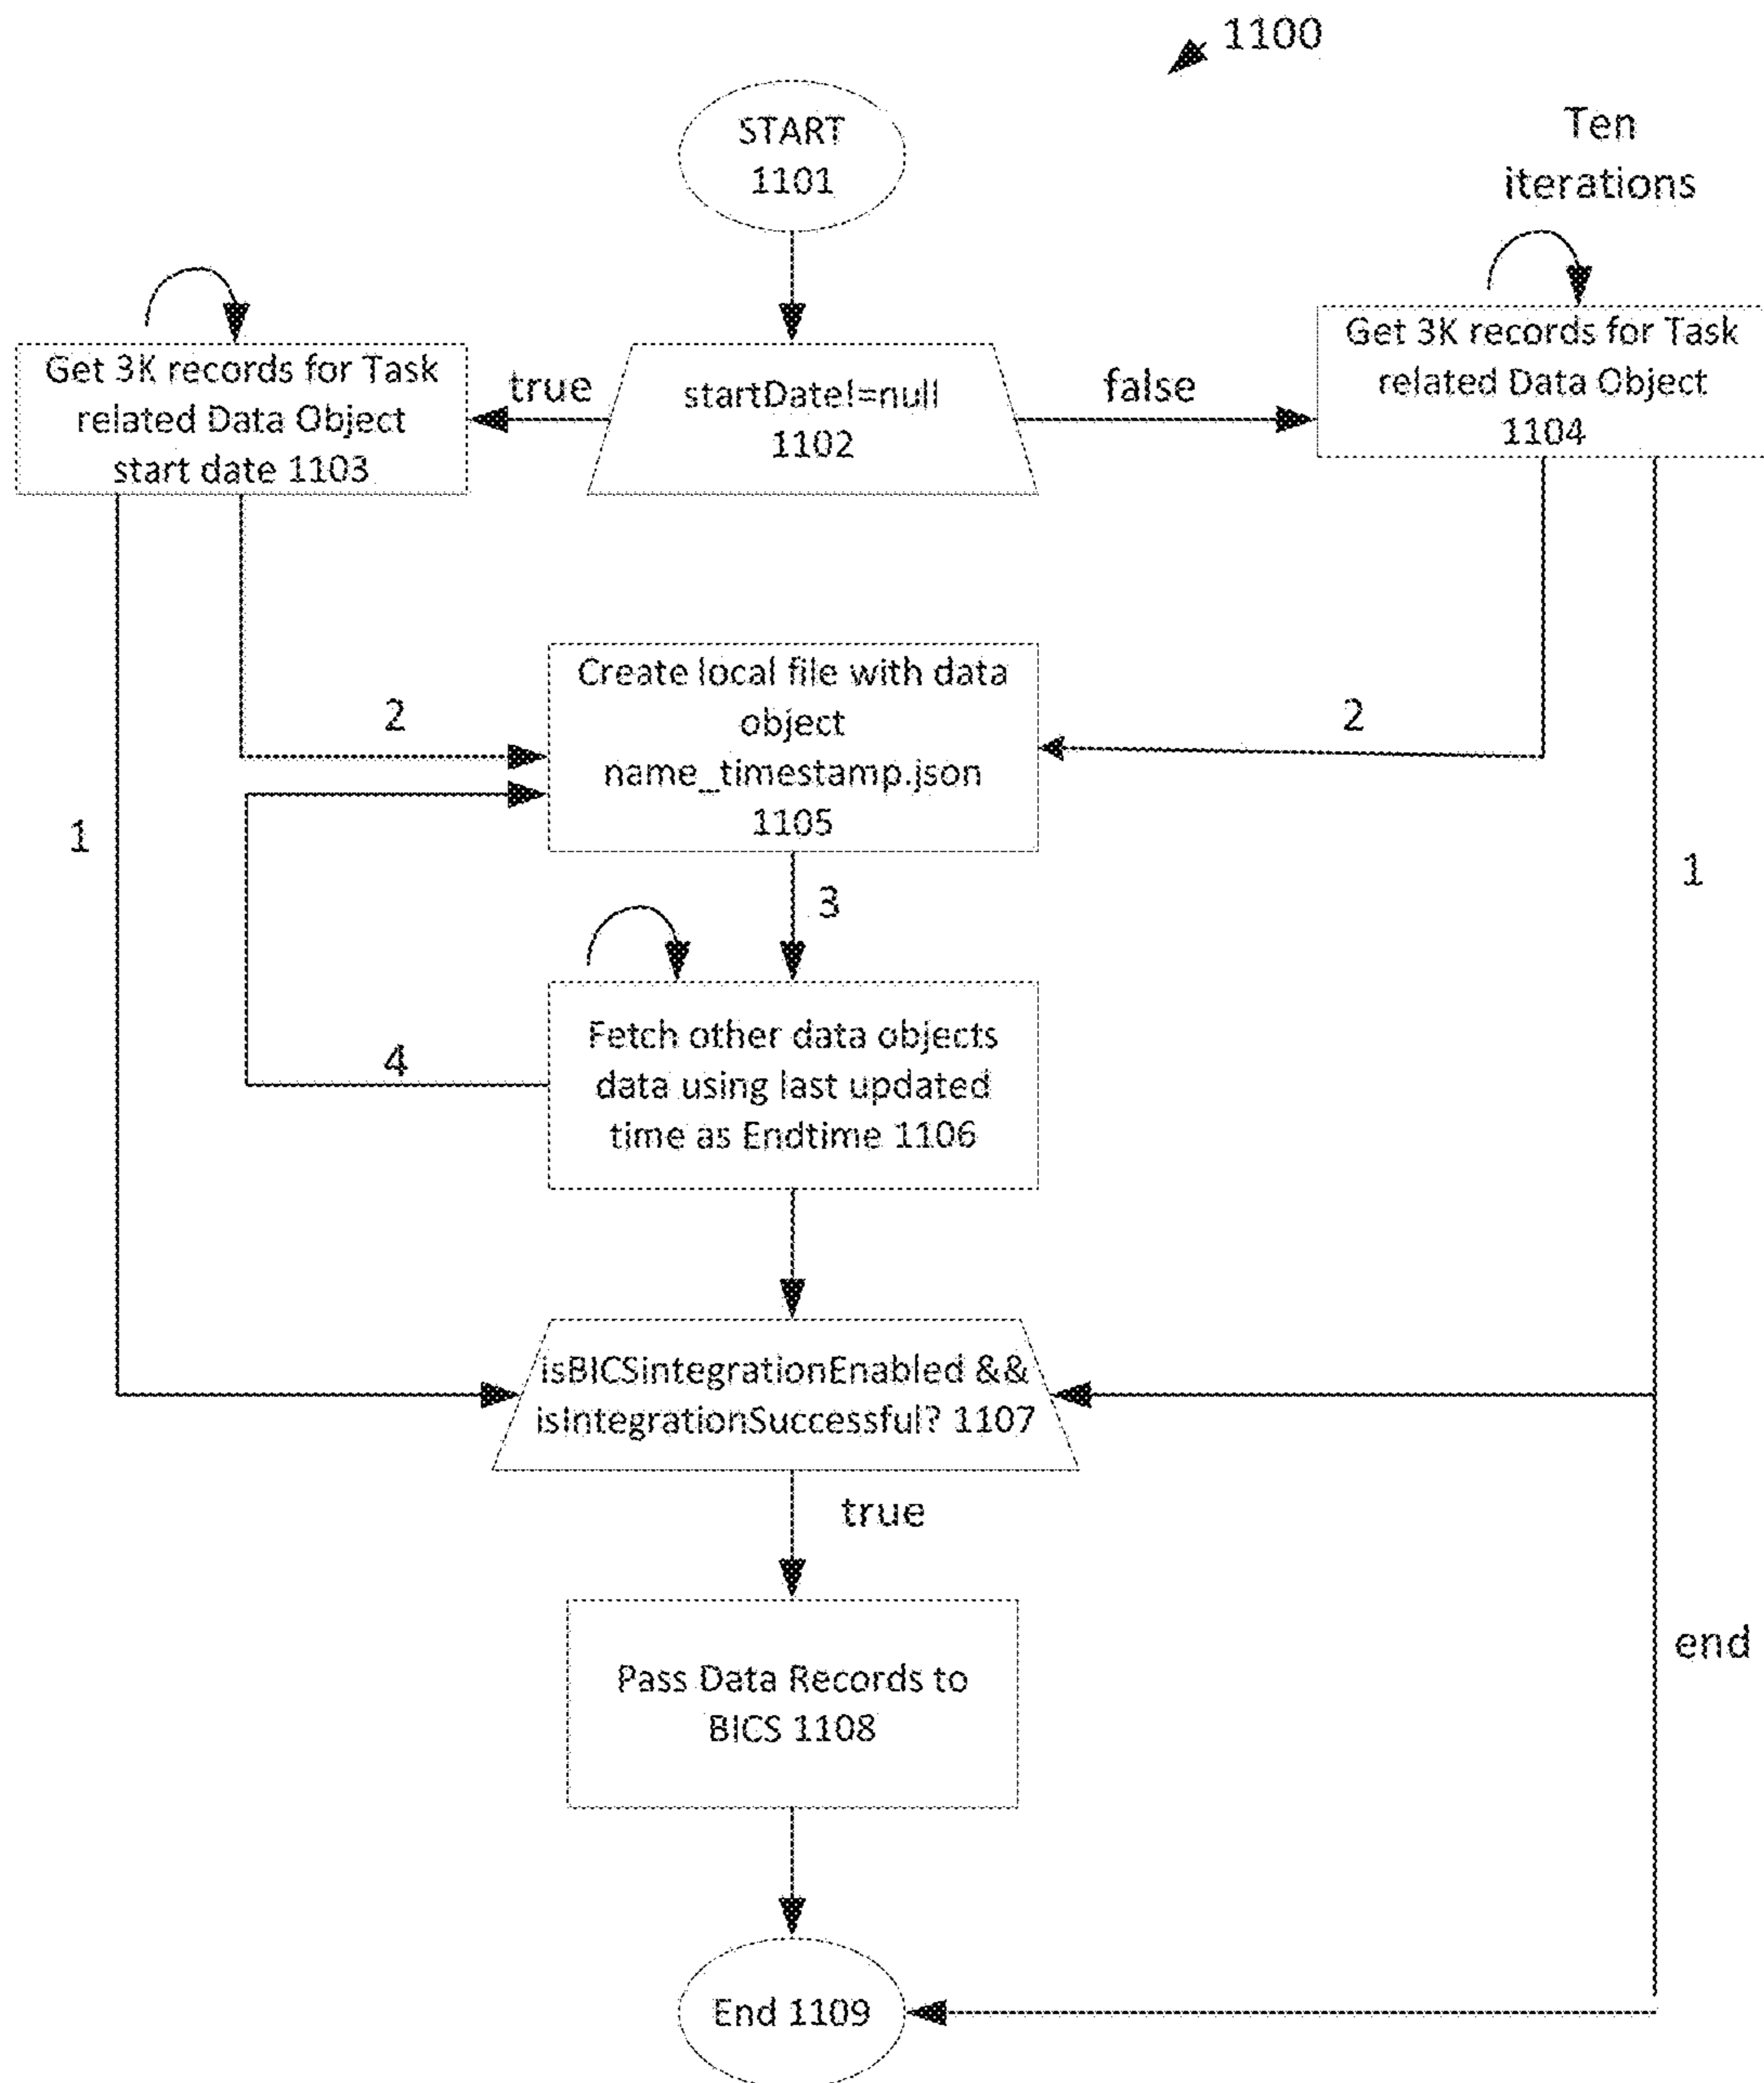 1100
START
1101
Ten
iterations
Get 3K records for Task
related Data Object
start date 1103
true
startDate!=null
1102
false
Get 3K records for Task
related Data Object
1104
Create local file with data
object
name_timestamp.json
1105
2
2
1
1
3
Fetch other data objects
data using last updated
time as Endtime 1106
4
isBICSintegrationEnabled &&
isIntegrationSuccessful? 1107
true
Pass Data Records to
BICS 1108
end
End 1109